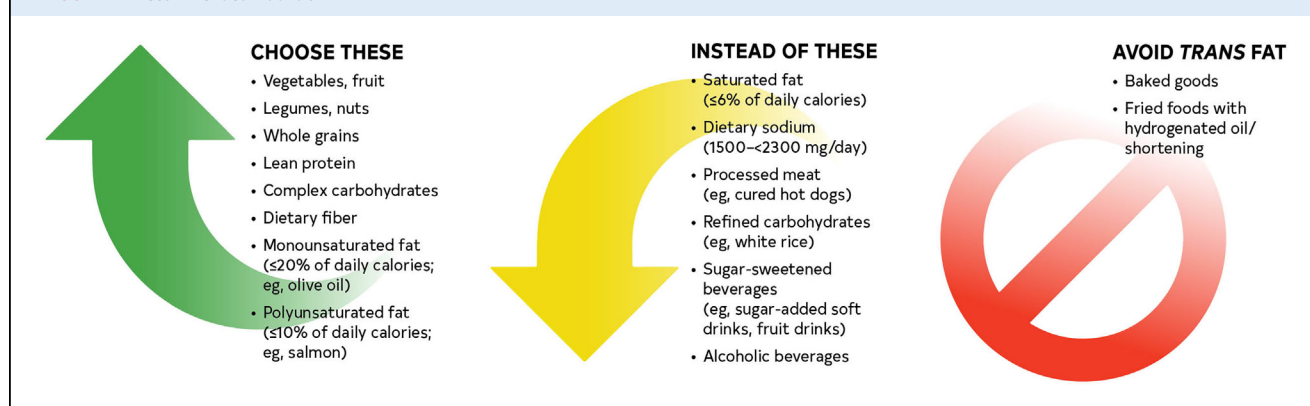 CHOOSE THESE
• Vegetables, fruit
• Legumes, nuts
• Whole grains
• Lean protein
• Complex carbohydrates
• Dietary fiber
• Monounsaturated fat
(≤20% of daily calories;
eg, olive oil)
• Polyunsaturated fat
(≤10% of daily calories;
eg, salmon)
INSTEAD OF THESE
• Saturated fat
(≤6% of daily calories)
• Dietary sodium
(1500–<2300 mg/day)
• Processed meat
(eg, cured hot dogs)
• Refined carbohydrates
(eg, white rice)
• Sugar-sweetened
beverages
(eg, sugar-added soft
drinks, fruit drinks)
• Alcoholic beverages
AVOID TRANS FAT
• Baked goods
• Fried foods with
hydrogenated oil/
shortening